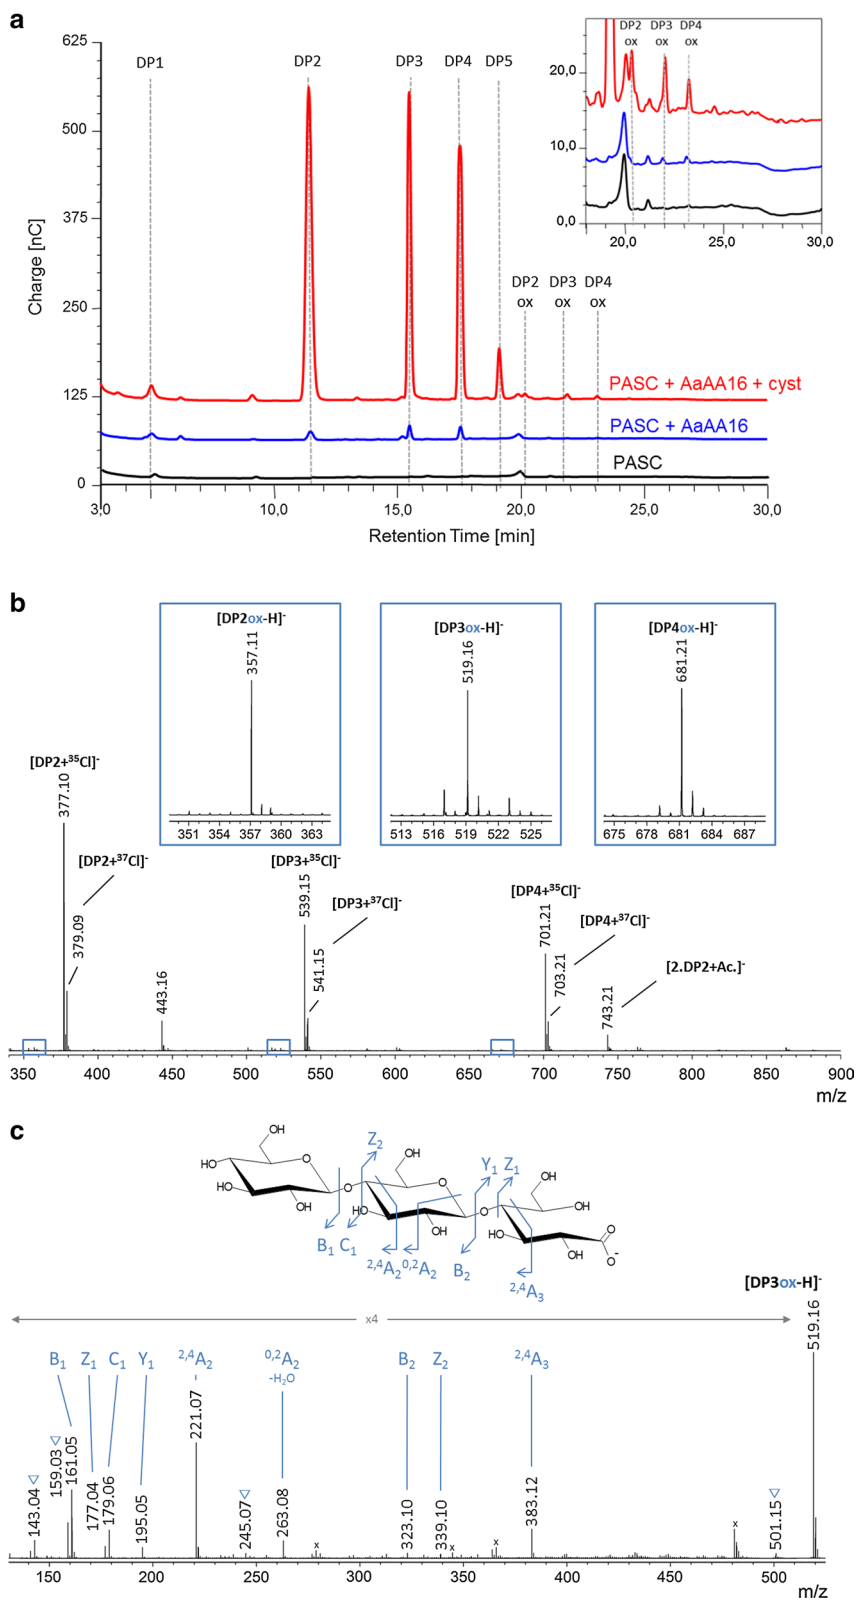 a
625
500
375
250
125
0
Charge [nC]
DP1
DP2
DP3
DP4
DP5
DP2 ox
DP3 ox
DP4 ox
PASC + AaAA16 + cyst
PASC + AaAA16
PASC
3,0
10,0
15,0
20,0
25,0
30,0
Retention Time [min]
DP2 ox
DP3 ox
DP4 ox
20,0
10,0
0,0
20,0
25,0
30,0
b
[DP2ox-H]-
357.11
351 354 357 360 363
[DP3ox-H]-
519.16
513 516 519 522 525
[DP4ox-H]-
681.21
675 678 681 684 687
[DP2+35Cl]-
377.10
[DP2+37Cl]-
379.09
443.16
[DP3+35Cl]-
539.15
[DP3+37Cl]-
541.15
[DP4+35Cl]-
701.21
[DP4+37Cl]-
703.21
[2.DP2+Ac.]-
743.21
350 400 450 500 550 600 650 700 750 800 850 900
m/z
c
OH
HO
O
HO
OH
O
Z2
OH
O
HO
OH
O
Y1 Z1
OH
OH
OH
OH
O
O-
B1 C1
2,4A2 0,2A2
B2
2,4A3
[DP3ox-H]-
x4
519.16
B1 Z1 C1 Y1 2,4A2 0,2A2 B2 Z2 2,4A3
-H2O
143.04
159.03
161.05
177.04
179.06
195.05
221.07
245.07
263.08
x
323.10
339.10
x
x
383.12
x
501.15
150 200 250 300 350 400 450 500
m/z